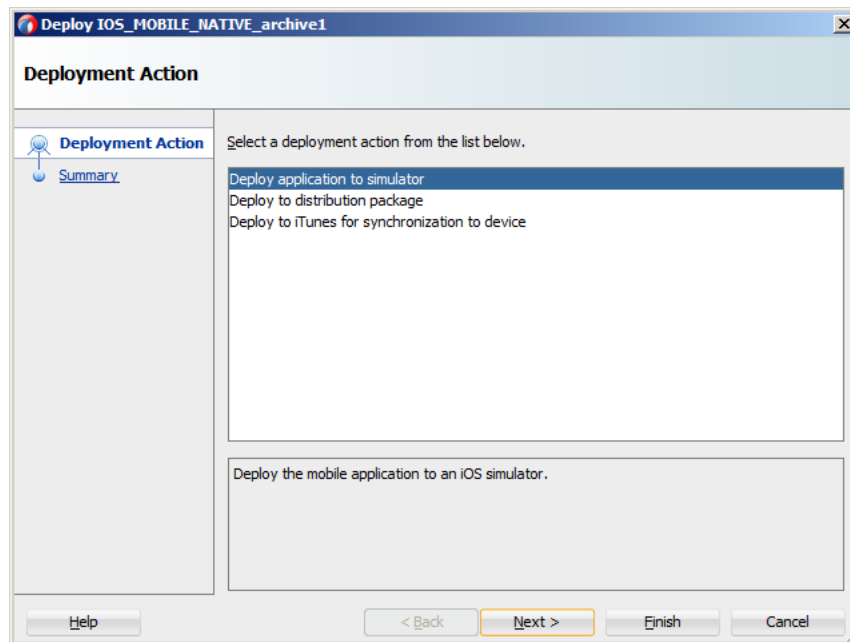 Deploy IOS_MOBILE_NATIVE_archive1
Deployment Action
Deployment Action
Summary
Select a deployment action from the list below.
Deploy application to simulator
Deploy to distribution package
Deploy to iTunes for synchronization to device
Deploy the mobile application to an iOS simulator.
Help
< Back
Next >
Finish
Cancel